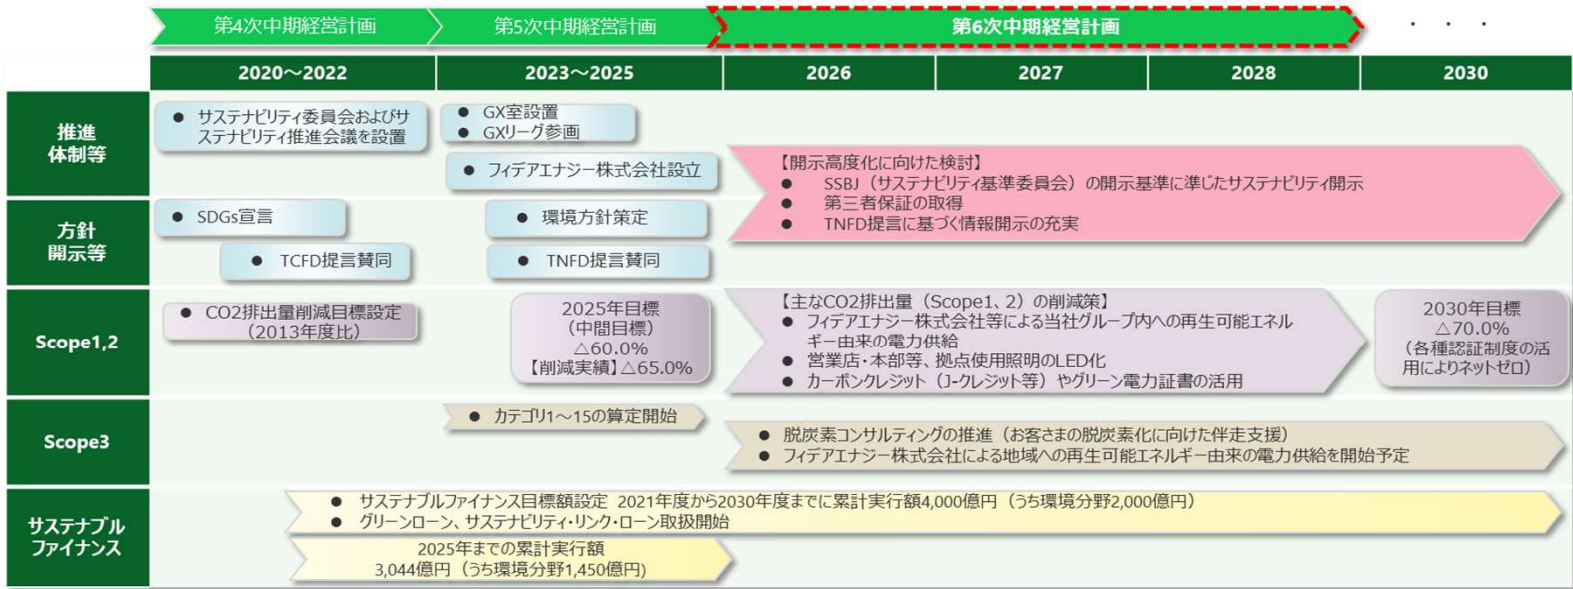 第4次中期経営計画
第5次中期経営計画
第6次中期経営計画
・ ・ ・
2020～2022
2023～2025
2026
2027
2028
2030
推進
体制等
● サステナビリティ委員会およびサ
ステナビリティ推進会議を設置
● GX室設置
● GXリーグ参画
● フィデアエナジー株式会社設立
【開示高度化に向けた検討】
● SSBJ（サステナビリティ基準委員会）の開示基準に準じたサステナビリティ開示
● 第三者保証の取得
● TNFD提言に基づく情報開示の充実
方針
開示等
● SDGs宣言
● TCFD提言賛同
● 環境方針策定
● TNFD提言賛同
Scope1,2
● CO2排出量削減目標設定
（2013年度比）
2025年目標
（中間目標）
△60.0%
【削減実績】△65.0%
【主なCO2排出量（Scope1、2）の削減策】
● フィデアエナジー株式会社等による当社グループ内への再生可能エネル
ギー由来の電力供給
● 営業店・本部等、拠点使用照明のLED化
● カーボンクレジット（J-クレジット等）やグリーン電力証書の活用
2030年目標
△70.0%
（各種認証制度の活
用によりネットゼロ）
Scope3
● カテゴリ1～15の算定開始
● 脱炭素コンサルティングの推進（お客さまの脱炭素化に向けた伴走支援）
● フィデアエナジー株式会社による地域への再生可能エネルギー由来の電力供給を開始予定
サステナブル
ファイナンス
● サステナブルファイナンス目標額設定 2021年度から2030年度までに累計実行額4,000億円（うち環境分野2,000億円）
● グリーンローン、サステナビリティ・リンク・ローン取扱開始
2025年までの累計実行額
3,044億円（うち環境分野1,450億円)